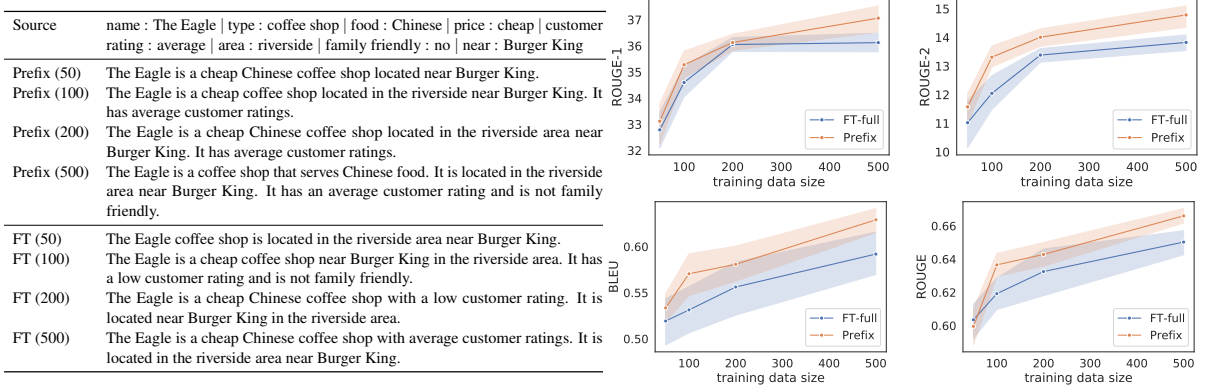 Source name : The Eagle | type : coffee shop | food : Chinese | price : cheap | customer
rating : average | area : riverside | family friendly : no | near : Burger King
Prefix (50) The Eagle is a cheap Chinese coffee shop located near Burger King.
Prefix (100) The Eagle is a cheap coffee shop located in the riverside near Burger King. It
has average customer ratings.
Prefix (200) The Eagle is a cheap Chinese coffee shop located in the riverside area near
Burger King. It has average customer ratings.
Prefix (500) The Eagle is a coffee shop that serves Chinese food. It is located in the riverside
area near Burger King. It has an average customer rating and is not family
friendly.
FT (50) The Eagle coffee shop is located in the riverside area near Burger King.
FT (100) The Eagle is a cheap coffee shop near Burger King in the riverside area. It has
a low customer rating and is not family friendly.
FT (200) The Eagle is a cheap Chinese coffee shop with a low customer rating. It is
located near Burger King in the riverside area.
FT (500) The Eagle is a cheap Chinese coffee shop with average customer ratings. It is
located in the riverside area near Burger King.
ROUGE-1
37
36
35
34
33
32
FT-full
Prefix
100 200 300 400 500
training data size
ROUGE-2
15
14
13
12
11
10
FT-full
Prefix
100 200 300 400 500
training data size
BLEU
0.60
0.55
0.50
FT-full
Prefix
100 200 300 400 500
training data size
ROUGE
0.66
0.64
0.62
0.60
FT-full
Prefix
100 200 300 400 500
training data size